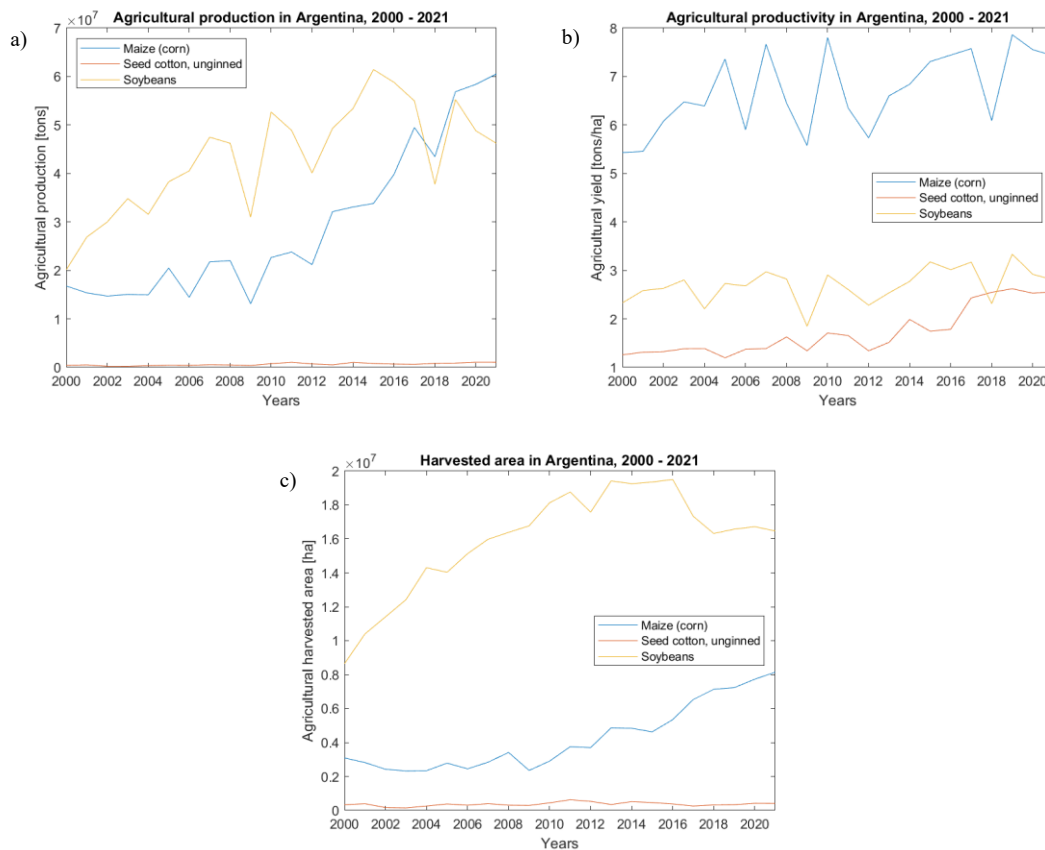 a)
Agricultural production in Argentina, 2000 - 2021
×10⁷
7
6
5
4
3
2
1
0
Agricultural production [tons]
Maize (corn)
Seed cotton, unginned
Soybeans
2000 2002 2004 2006 2008 2010 2012 2014 2016 2018 2020
Years
b)
Agricultural productivity in Argentina, 2000 - 2021
8
7
6
5
4
3
2
1
Agricultural yield [tons/ha]
Maize (corn)
Seed cotton, unginned
Soybeans
2000 2002 2004 2006 2008 2010 2012 2014 2016 2018 2020
Years
c)
Harvested area in Argentina, 2000 - 2021
×10⁷
2
1.8
1.6
1.4
1.2
1
0.8
0.6
0.4
0.2
0
Agricultural harvested area [ha]
Maize (corn)
Seed cotton, unginned
Soybeans
2000 2002 2004 2006 2008 2010 2012 2014 2016 2018 2020
Years